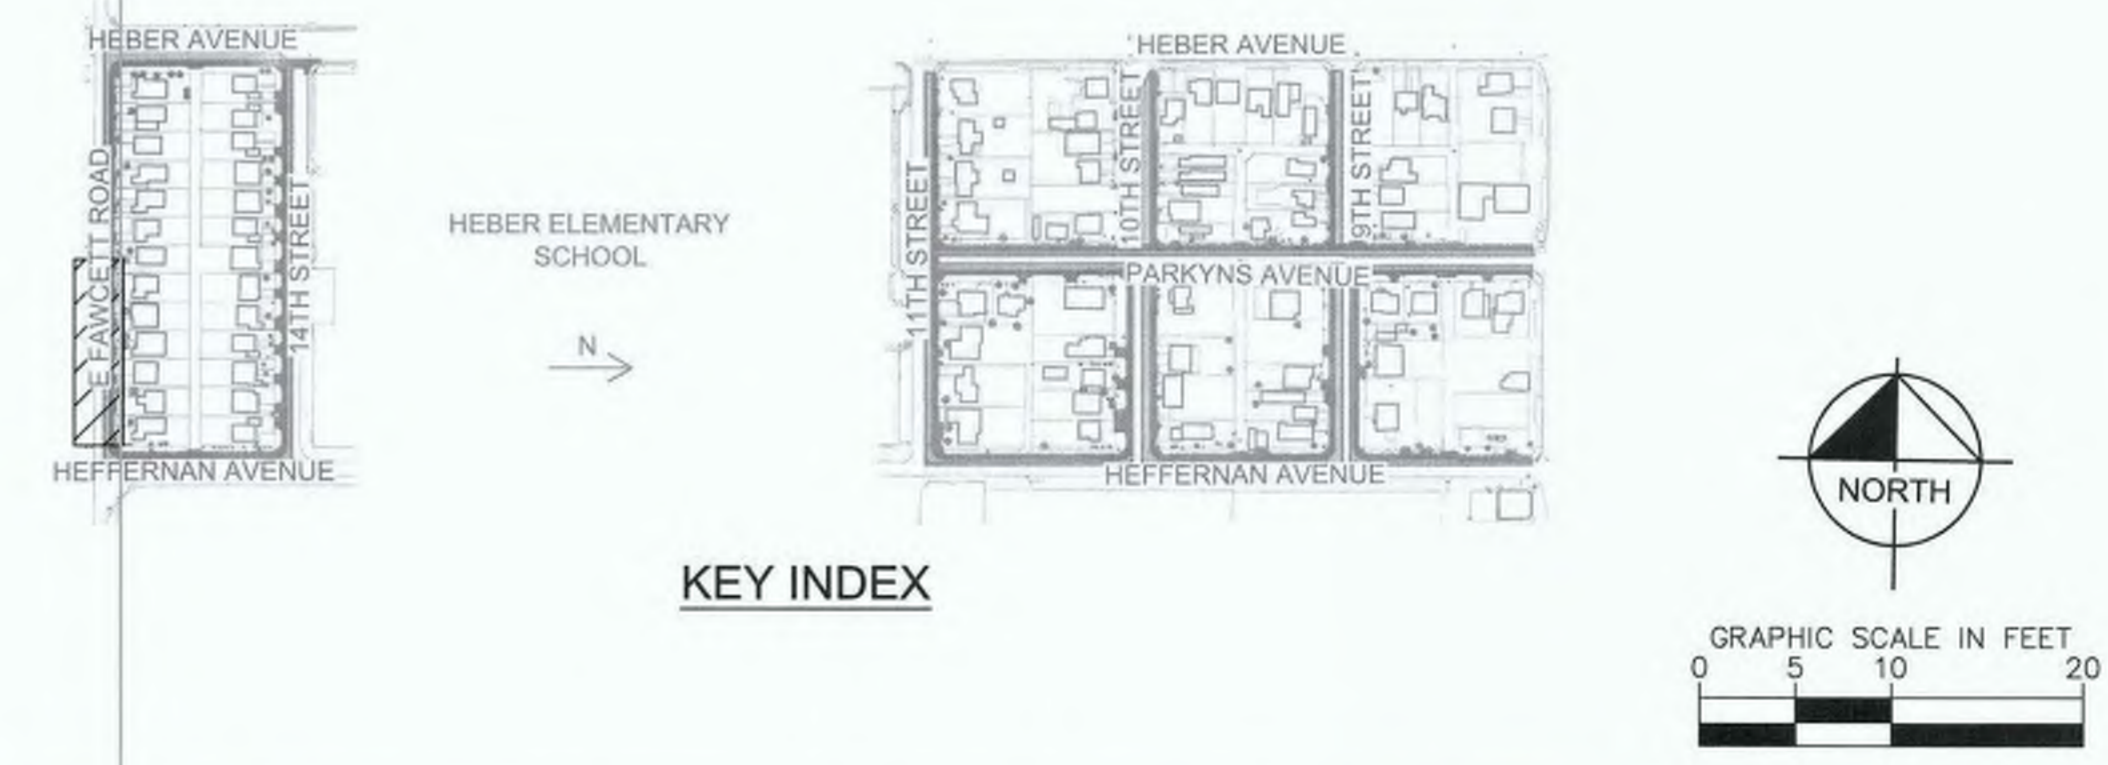 HEBER AVENUE
E FAWCETT ROAD
14TH STREET
HEFFERNAN AVENUE
HEBER ELEMENTARY
SCHOOL
N
HEBER AVENUE
11TH STREET
10TH STREET
9TH STREET
PARKYNS AVENUE
HEFFERNAN AVENUE
KEY INDEX
NORTH
GRAPHIC SCALE IN FEET
0 5 10 20